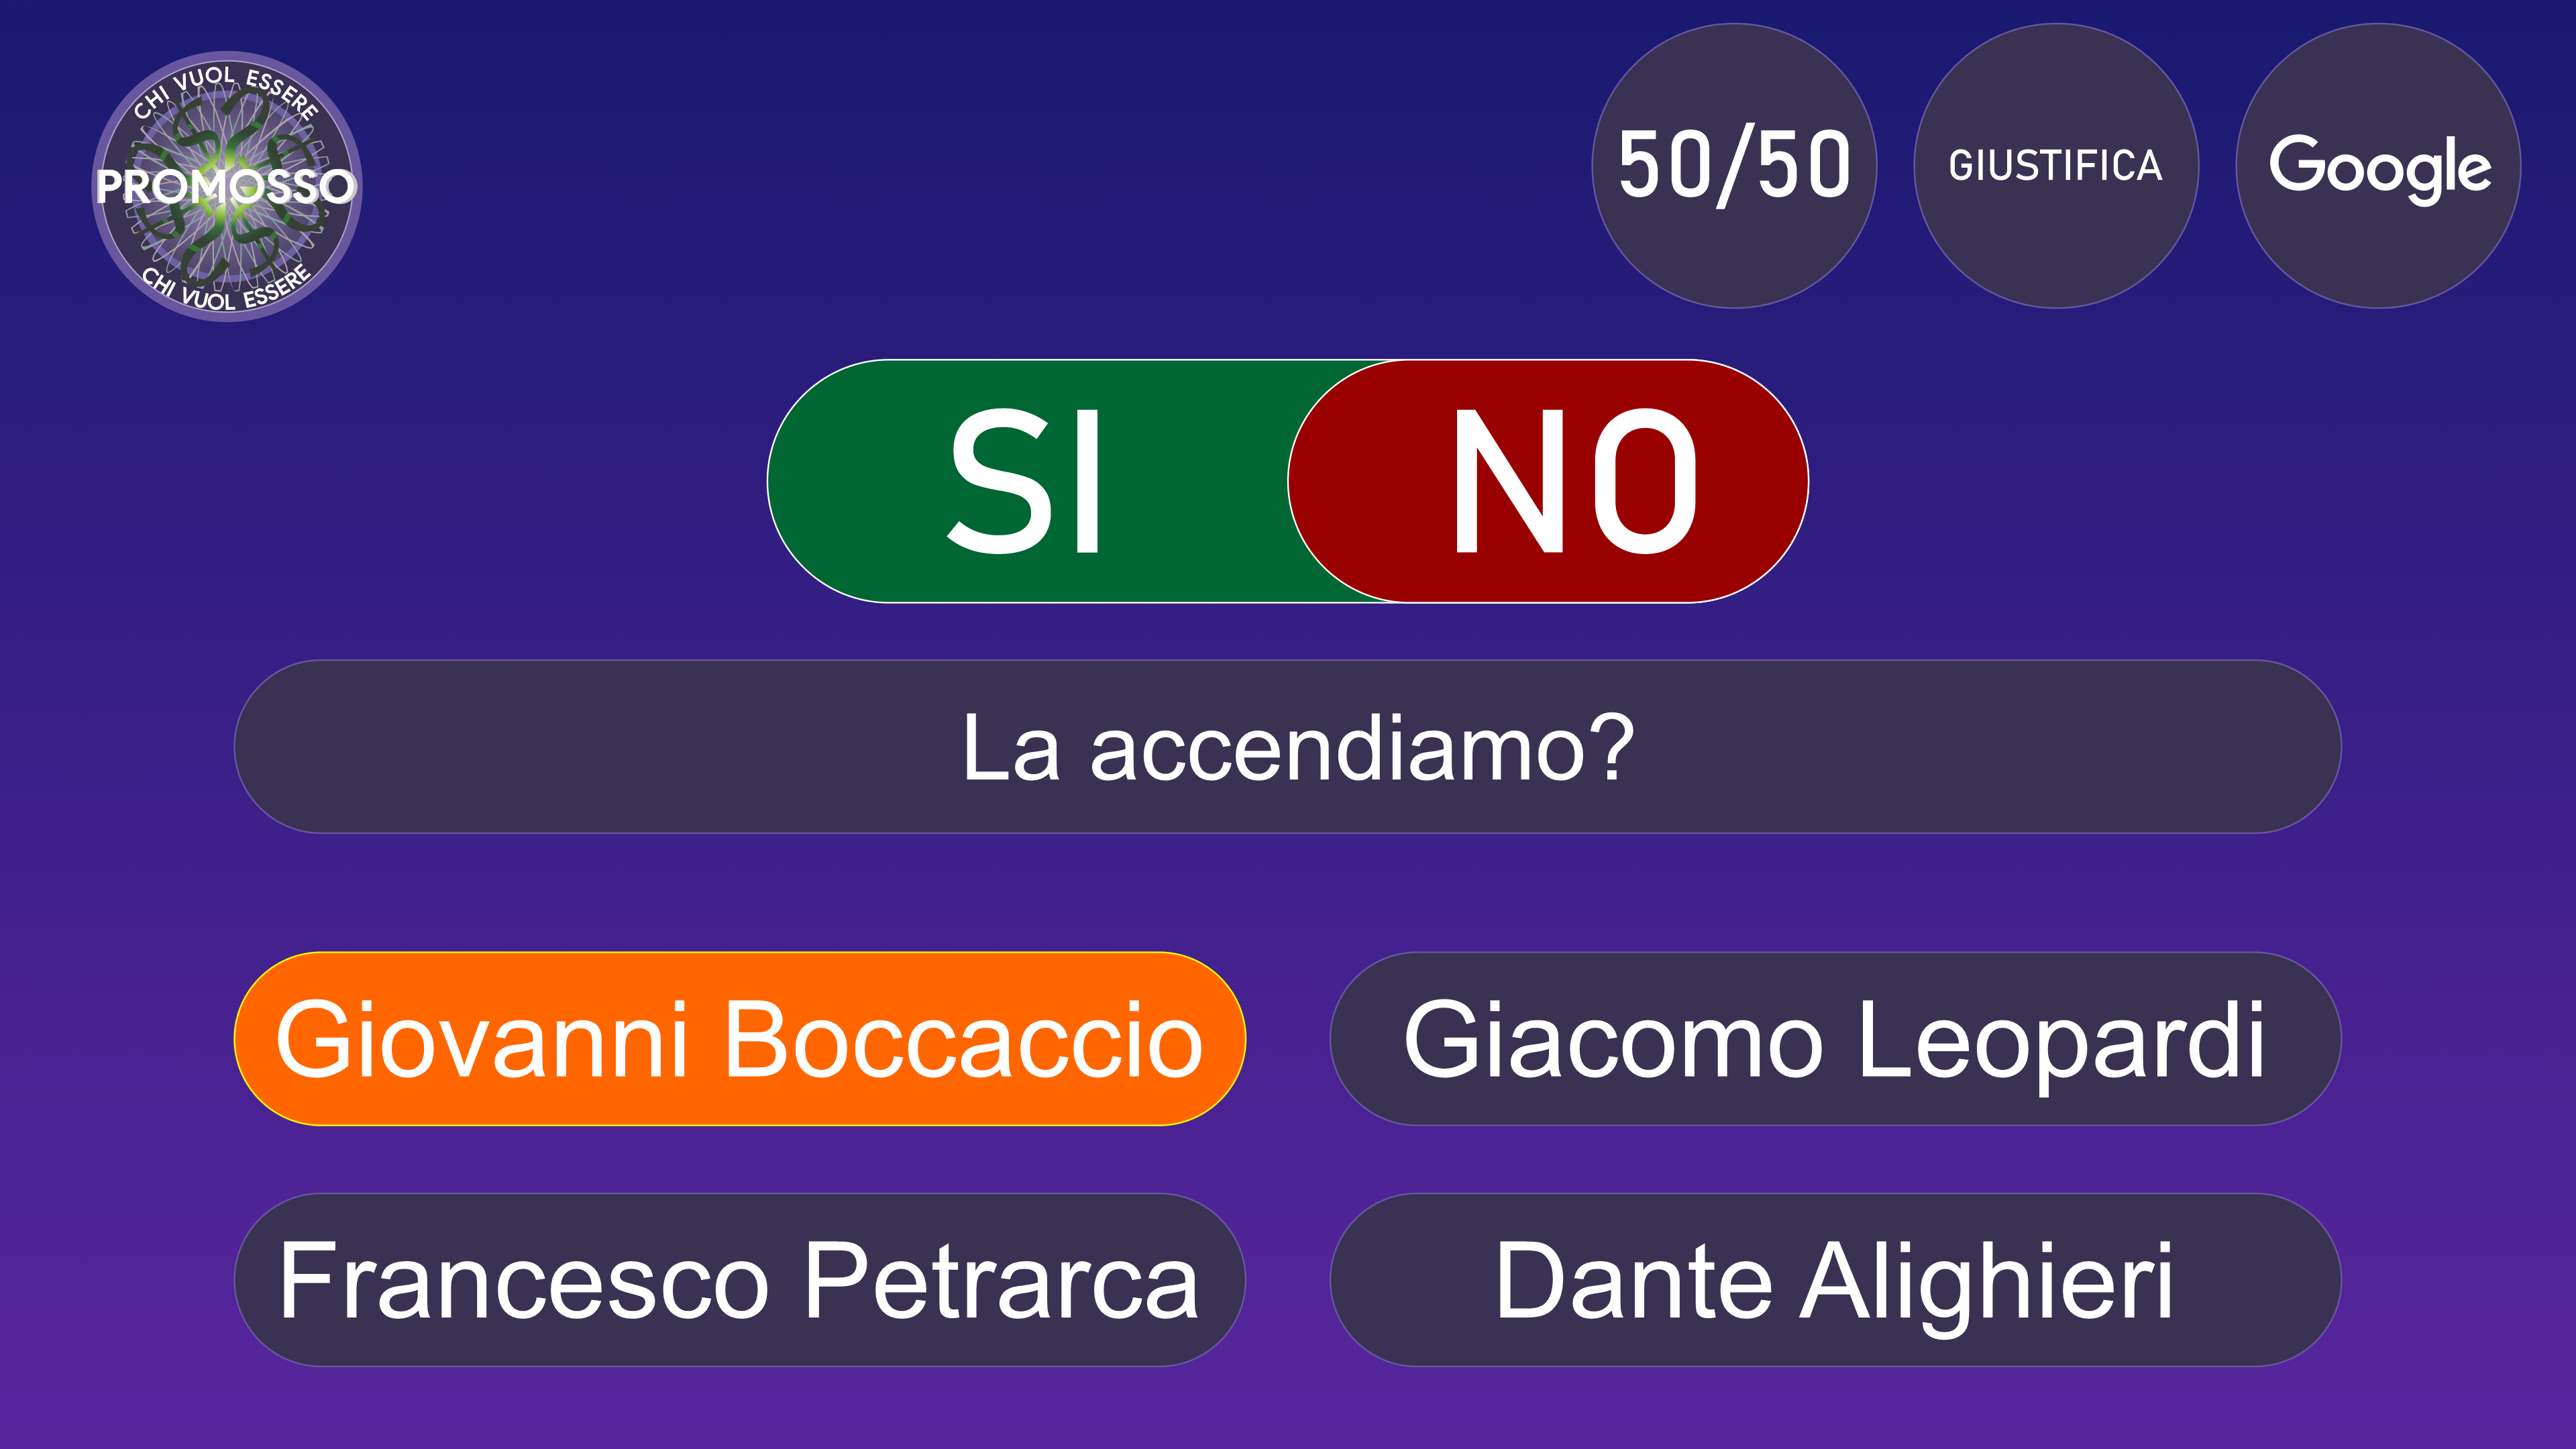 CHI VUOL ESSERE
PROMOSSO
CHI VUOL ESSERE
50/50
GIUSTIFICA
Google
SI
NO
La accendiamo?
Giovanni Boccaccio
Giacomo Leopardi
Francesco Petrarca
Dante Alighieri